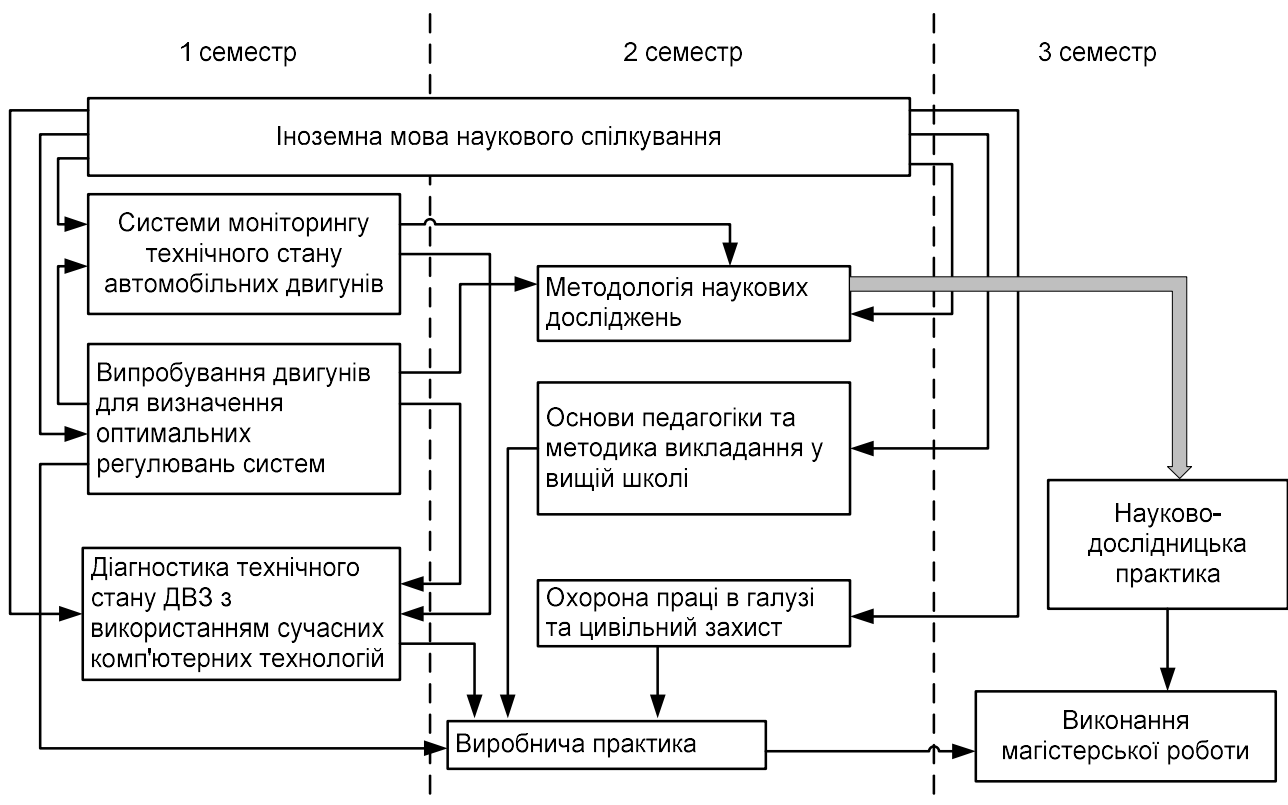 1 семестр
2 семестр
3 семестр
Іноземна мова наукового спілкування
Системи моніторингу
технічного стану
автомобільних двигунів
Методологія наукових
досліджень
Випробування двигунів
для визначення
оптимальних
регулювань систем
Основи педагогіки та
методика викладання у
вищій школі
Науково-
дослідницька
практика
Діагностика технічного
стану ДВЗ з
використанням сучасних
комп'ютерних технологій
Охорона праці в галузі
та цивільний захист
Виробнича практика
Виконання
магістерської роботи